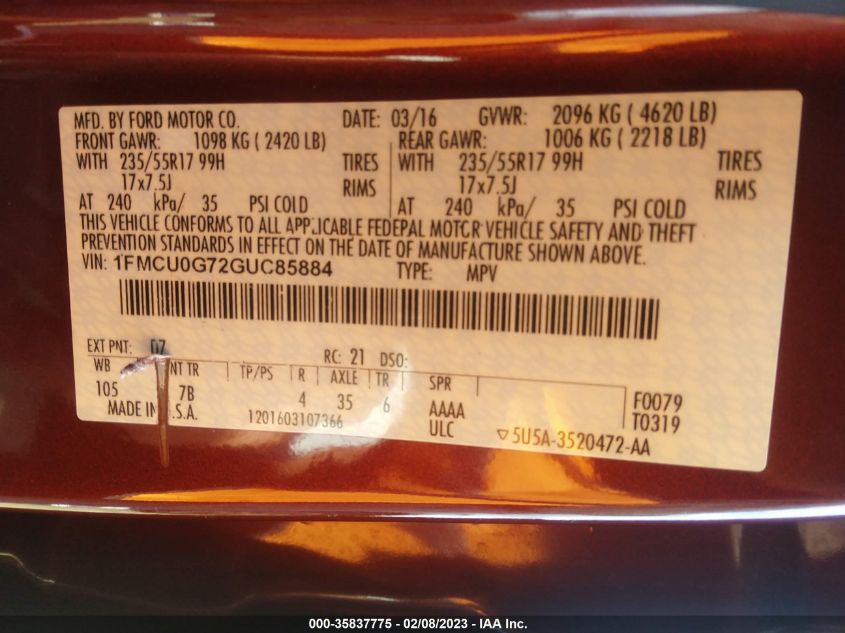 MFD. BY FORD MOTOR CO. DATE: 03/16 GVWR: 2096 KG ( 4620 LB)
FRONT GAWR: 1098 KG ( 2420 LB) REAR GAWR: 1006 KG ( 2218 LB)
WITH 235/55R17 99H TIRES WITH 235/55R17 99H TIRES
17x7.5J RIMS 17x7.5J RIMS
AT 240 kPa/ 35 PSI COLD AT 240 kPa/ 35 PSI COLD
THIS VEHICLE CONFORMS TO ALL APPLICABLE FEDERAL MOTOR VEHICLE SAFETY AND THEFT
PREVENTION STANDARDS IN EFFECT ON THE DATE OF MANUFACTURE SHOWN ABOVE.
VIN: 1FMCU0G72GUC85884 TYPE: MPV
EXT PNT: DZ RC: 21 DSO:
WB NT TR TP/PS R AXLE TR SPR
105 7B 4 35 6 AAAA F0079
MADE IN U.S.A. 1201603107366 ULC T0319
5U5A-3520472-AA
000-35837775 - 02/08/2023 - IAA Inc.